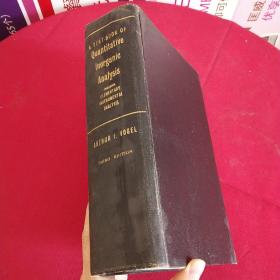 A TEXT-BOOK OF
Quantitative
Inorganic
Analysis
INCLUDING
ELEMENTARY
INSTRUMENTAL
ANALYSIS
ARTHUR I. VOGEL
THIRD EDITION